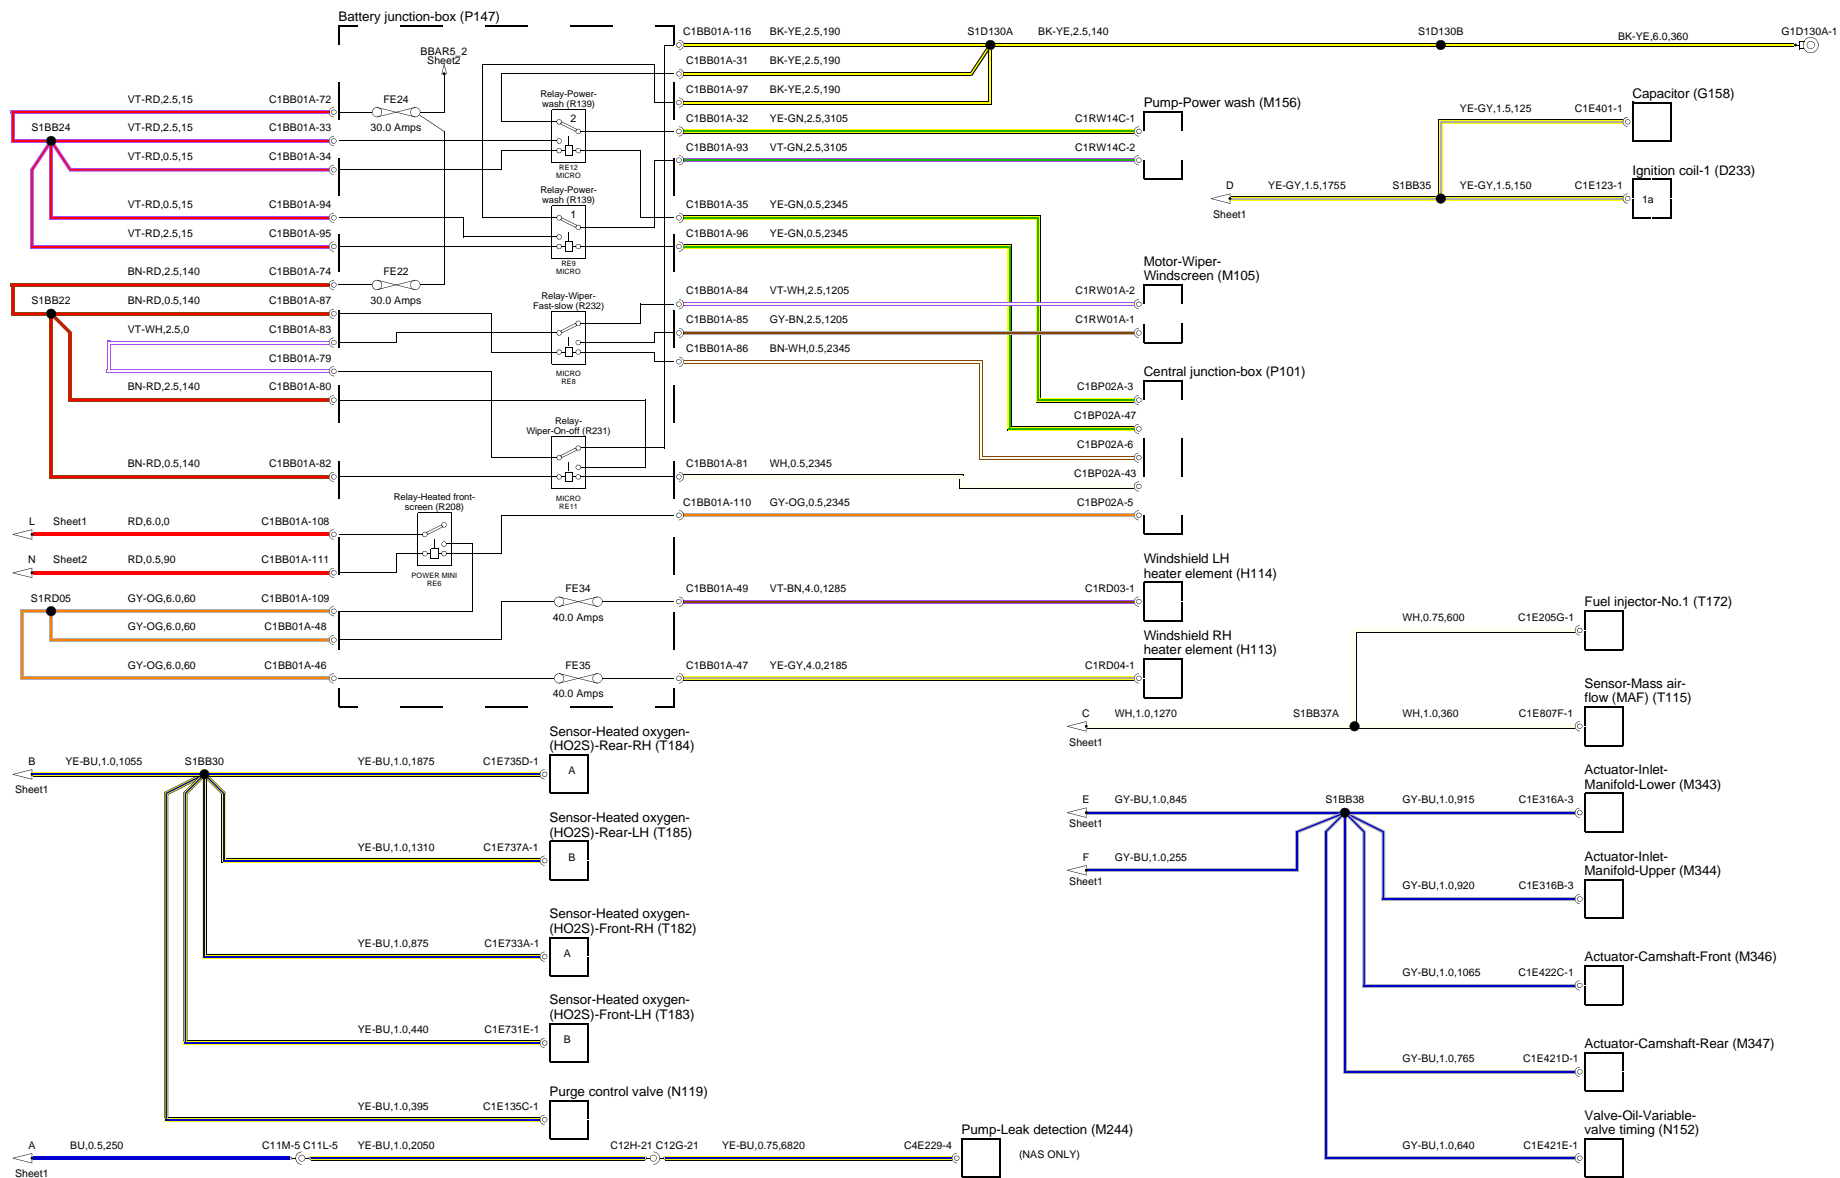 Battery junction-box (P147)
BBAR5_2
Sheet2
C1BB01A-116 BK-YE,2.5,190 S1D130A BK-YE,2.5,140 S1D130B BK-YE,6.0,360 G1D130A-1
C1BB01A-31 BK-YE,2.5,190
C1BB01A-97 BK-YE,2.5,190
VT-RD,2.5,15 C1BB01A-72 FE24
30.0 Amps
Relay-Power-
wash (R139)
2
RE12
MICRO
S1BB24 VT-RD,2.5,15 C1BB01A-33
VT-RD,0.5,15 C1BB01A-34
C1BB01A-32 YE-GN,2.5,3105 C1RW14C-1
Pump-Power wash (M156)
C1BB01A-93 VT-GN,2.5,3105 C1RW14C-2
Capacitor (G158)
YE-GY,1.5,125 C1E401-1
Ignition coil-1 (D233)
D
Sheet1
YE-GY,1.5,1755 S1BB35 YE-GY,1.5,150 C1E123-1
1a
Relay-Power-
wash (R139)
1
RE9
MICRO
VT-RD,0.5,15 C1BB01A-94
VT-RD,2.5,15 C1BB01A-95
C1BB01A-35 YE-GN,0.5,2345
C1BB01A-96 YE-GN,0.5,2345
BN-RD,2.5,140 C1BB01A-74 FE22
30.0 Amps
S1BB22 BN-RD,0.5,140 C1BB01A-87
VT-WH,2.5,0 C1BB01A-83
C1BB01A-79
BN-RD,2.5,140 C1BB01A-80
Relay-Wiper-
Fast-slow (R232)
MICRO
RE8
Motor-Wiper-
Windscreen (M105)
C1BB01A-84 VT-WH,2.5,1205 C1RW01A-2
C1BB01A-85 GY-BN,2.5,1205 C1RW01A-1
C1BB01A-86 BN-WH,0.5,2345
Central junction-box (P101)
C1BP02A-3
C1BP02A-47
C1BP02A-6
C1BP02A-43
C1BP02A-5
Relay-
Wiper-On-off (R231)
MICRO
RE11
BN-RD,0.5,140 C1BB01A-82
C1BB01A-81 WH,0.5,2345
C1BB01A-110 GY-OG,0.5,2345
Relay-Heated front-
screen (R208)
POWER MINI
RE6
L Sheet1 RD,6.0,0 C1BB01A-108
N Sheet2 RD,0.5,90 C1BB01A-111
S1RD05 GY-OG,6.0,60 C1BB01A-109
GY-OG,6.0,60 C1BB01A-48
GY-OG,6.0,60 C1BB01A-46
FE34
40.0 Amps
FE35
40.0 Amps
Windshield LH
heater element (H114)
C1BB01A-49 VT-BN,4.0,1285 C1RD03-1
Windshield RH
heater element (H113)
C1BB01A-47 YE-GY,4.0,2185 C1RD04-1
Fuel injector-No.1 (T172)
WH,0.75,600 C1E205G-1
Sensor-Mass air-
flow (MAF) (T115)
C
Sheet1
WH,1.0,1270 S1BB37A WH,1.0,360 C1E807F-1
Sensor-Heated oxygen-
(HO2S)-Rear-RH (T184)
B
Sheet1
YE-BU,1.0,1055 S1BB30 YE-BU,1.0,1875 C1E735D-1
A
Sensor-Heated oxygen-
(HO2S)-Rear-LH (T185)
YE-BU,1.0,1310 C1E737A-1
B
Sensor-Heated oxygen-
(HO2S)-Front-RH (T182)
YE-BU,1.0,875 C1E733A-1
A
Sensor-Heated oxygen-
(HO2S)-Front-LH (T183)
YE-BU,1.0,440 C1E731E-1
B
Purge control valve (N119)
YE-BU,1.0,395 C1E135C-1
A
Sheet1
BU,0.5,250 C11M-5 C11L-5 YE-BU,1.0,2050 C12H-21 C12G-21 YE-BU,0.75,6820 C4E229-4
Pump-Leak detection (M244)
(NAS ONLY)
Actuator-Inlet-
Manifold-Lower (M343)
E
Sheet1
GY-BU,1.0,845 S1BB38 GY-BU,1.0,915 C1E316A-3
F
Sheet1
GY-BU,1.0,255
Actuator-Inlet-
Manifold-Upper (M344)
GY-BU,1.0,920 C1E316B-3
Actuator-Camshaft-Front (M346)
GY-BU,1.0,1065 C1E422C-1
Actuator-Camshaft-Rear (M347)
GY-BU,1.0,765 C1E421D-1
Valve-Oil-Variable-
valve timing (N152)
GY-BU,1.0,640 C1E421E-1